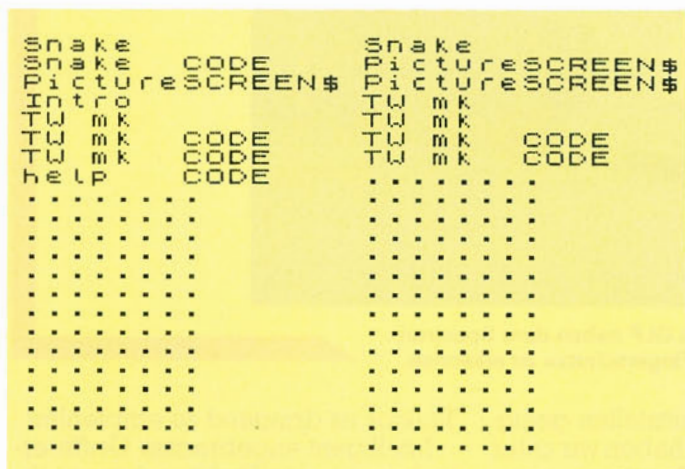 Snake
Snake CODE
PictureSCREEN$
Intro
TW mk
TW mk CODE
TW mk CODE
help CODE
. . . . . . . .
. . . . . . . .
. . . . . . . .
. . . . . . . .
. . . . . . . .
. . . . . . . .
. . . . . . . .
. . . . . . . .
. . . . . . . .
. . . . . . . .
. . . . . . . .
Snake
PictureSCREEN$
PictureSCREEN$
TW mk
TW mk
TW mk CODE
TW mk CODE
. . . . . . . .
. . . . . . . .
. . . . . . . .
. . . . . . . .
. . . . . . . .
. . . . . . . .
. . . . . . . .
. . . . . . . .
. . . . . . . .
. . . . . . . .
. . . . . . . .
. . . . . . . .